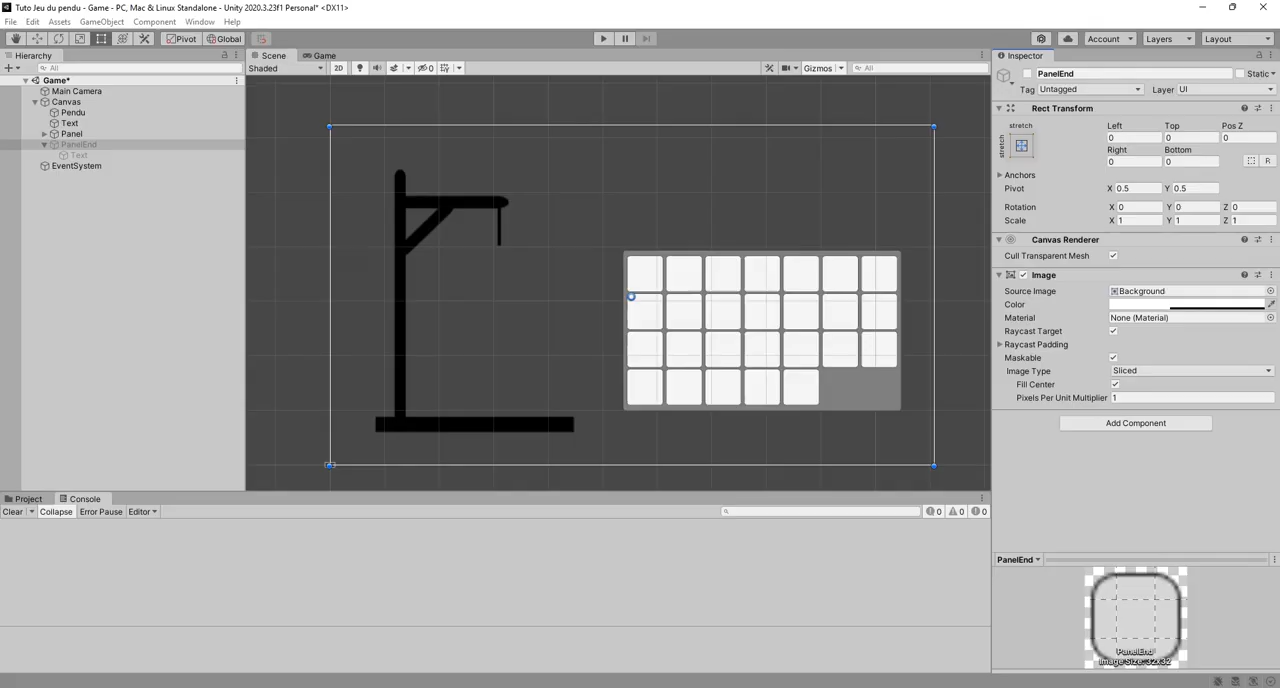 Tuto Jeu du pendu - Game - PC, Mac & Linux Standalone - Unity 2020.3.23f1 Personal* <DX11>
File Edit Assets GameObject Component Window Help
Pivot Global Account Layers Layout
Hierarchy
All
Game*
Main Camera
Canvas
Pendu
Text
Panel
PanelEnd
Text
EventSystem
Scene Game
Shaded 2D 0 Gizmos All
Inspector
PanelEnd Static
Tag Untagged Layer UI
Rect Transform
stretch Left Top Pos Z
stretch 0 0 0
Right Bottom
0 0 R
Anchors
Pivot X 0.5 Y 0.5
Rotation X 0 Y 0 Z 0
Scale X 1 Y 1 Z 1
Canvas Renderer
Cull Transparent Mesh
Image
Source Image Background
Color
Material None (Material)
Raycast Target
Raycast Padding
Maskable
Image Type Sliced
Fill Center
Pixels Per Unit Multiplier 1
Add Component
Project Console
Clear Collapse Error Pause Editor 0 0 0
PanelEnd
PanelEnd
Image Size: 32x32